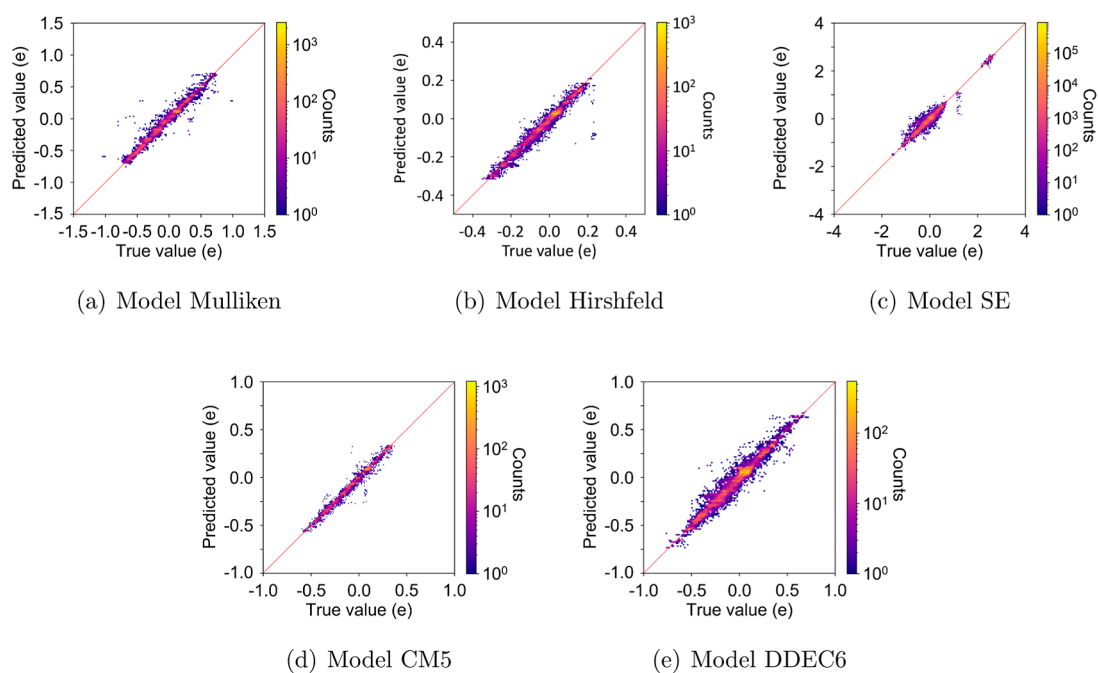 1.5
1.0
0.5
0.0
-0.5
-1.0
-1.5
Predicted value (e)
-1.5 -1.0 -0.5 0.0 0.5 1.0 1.5
True value (e)
10³
10²
10¹
10⁰
Counts
(a) Model Mulliken
0.4
0.2
0.0
-0.2
-0.4
Predicted value (e)
-0.4 -0.2 0.0 0.2 0.4
True value (e)
10³
10²
10¹
10⁰
Counts
(b) Model Hirshfeld
4
2
0
-2
-4
Predicted value (e)
-4 -2 0 2 4
True value (e)
10⁵
10⁴
10³
10²
10¹
10⁰
Counts
(c) Model SE
1.0
0.5
0.0
-0.5
-1.0
Predicted value (e)
-1.0 -0.5 0.0 0.5 1.0
True value (e)
10³
10²
10¹
10⁰
Counts
(d) Model CM5
1.0
0.5
0.0
-0.5
-1.0
Predicted value (e)
-1.0 -0.5 0.0 0.5 1.0
True value (e)
10²
10¹
10⁰
Counts
(e) Model DDEC6